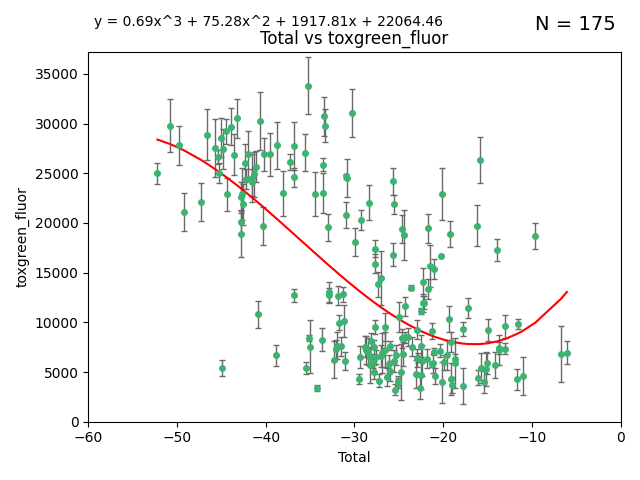 y = 0.69x^3 + 75.28x^2 + 1917.81x + 22064.46
N = 175
Total vs toxgreen_fluor
35000
30000
25000
20000
15000
10000
5000
0
toxgreen_fluor
−60 −50 −40 −30 −20 −10 0
Total